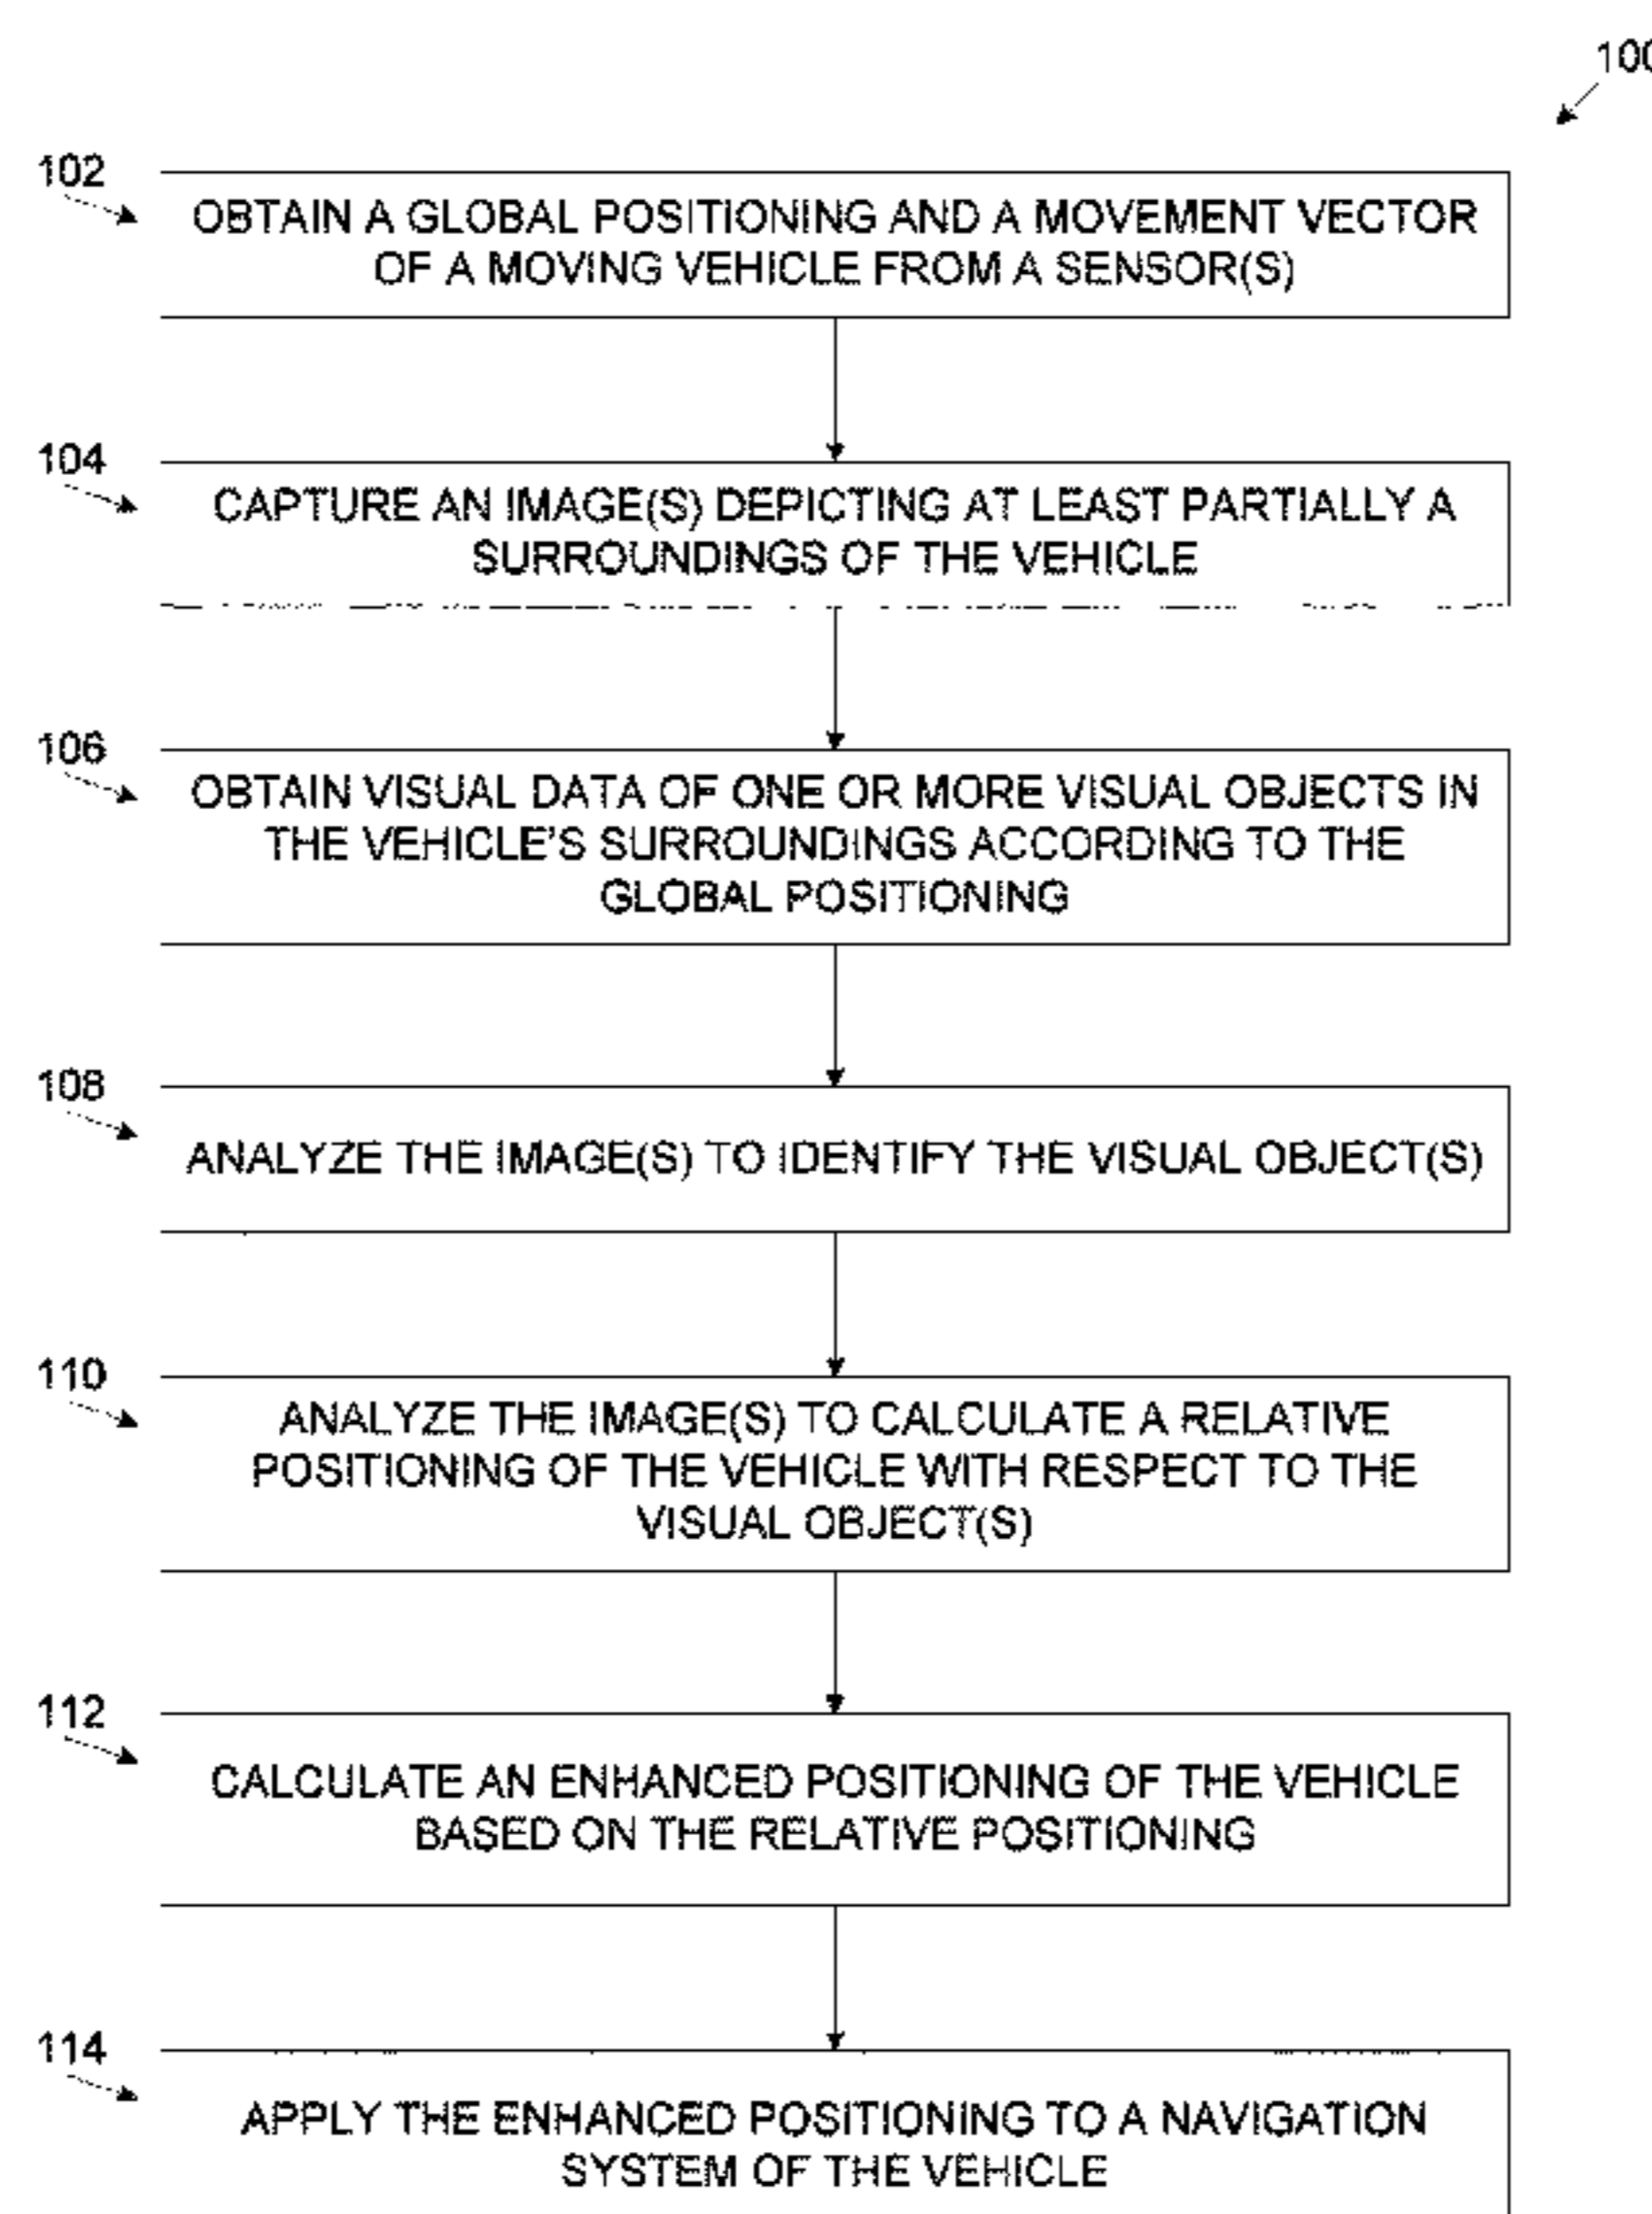 100
102
OBTAIN A GLOBAL POSITIONING AND A MOVEMENT VECTOR
OF A MOVING VEHICLE FROM A SENSOR(S)
104
CAPTURE AN IMAGE(S) DEPICTING AT LEAST PARTIALLY A
SURROUNDINGS OF THE VEHICLE
106
OBTAIN VISUAL DATA OF ONE OR MORE VISUAL OBJECTS IN
THE VEHICLE'S SURROUNDINGS ACCORDING TO THE
GLOBAL POSITIONING
108
ANALYZE THE IMAGE(S) TO IDENTIFY THE VISUAL OBJECT(S)
110
ANALYZE THE IMAGE(S) TO CALCULATE A RELATIVE
POSITIONING OF THE VEHICLE WITH RESPECT TO THE
VISUAL OBJECT(S)
112
CALCULATE AN ENHANCED POSITIONING OF THE VEHICLE
BASED ON THE RELATIVE POSITIONING
114
APPLY THE ENHANCED POSITIONING TO A NAVIGATION
SYSTEM OF THE VEHICLE